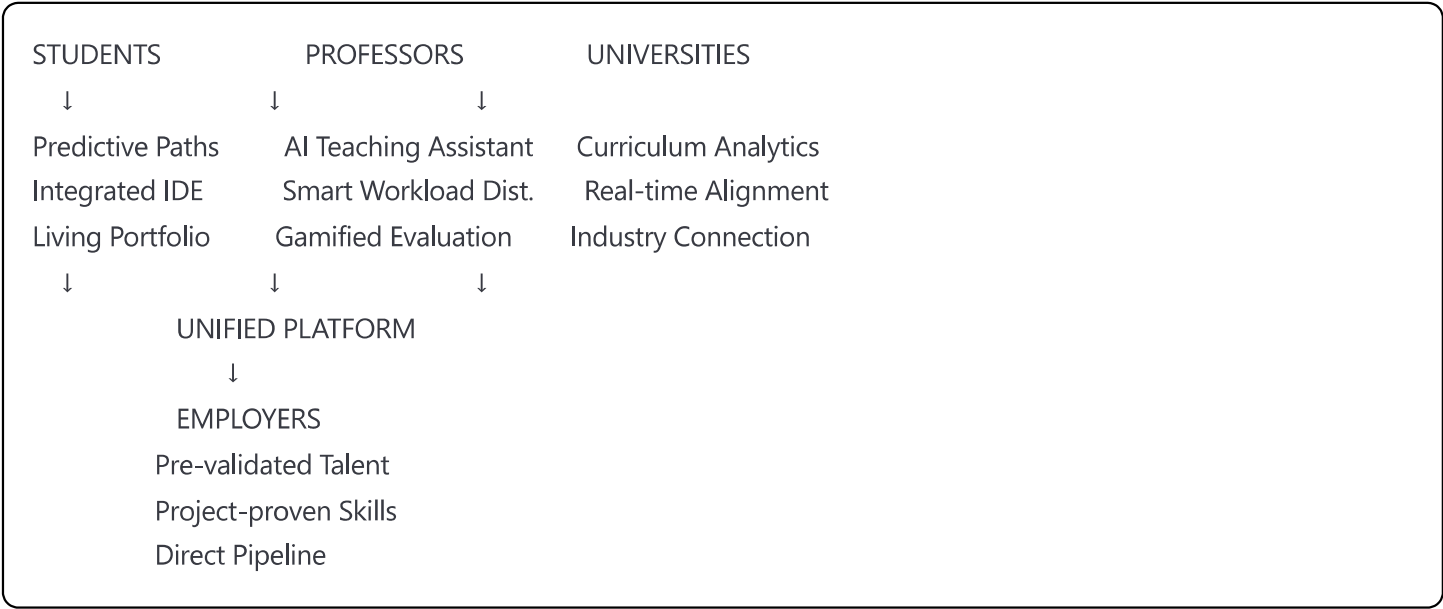 STUDENTS PROFESSORS UNIVERSITIES
↓ ↓ ↓
Predictive Paths AI Teaching Assistant Curriculum Analytics
Integrated IDE Smart Workload Dist. Real-time Alignment
Living Portfolio Gamified Evaluation Industry Connection
↓ ↓ ↓
UNIFIED PLATFORM
↓
EMPLOYERS
Pre-validated Talent
Project-proven Skills
Direct Pipeline